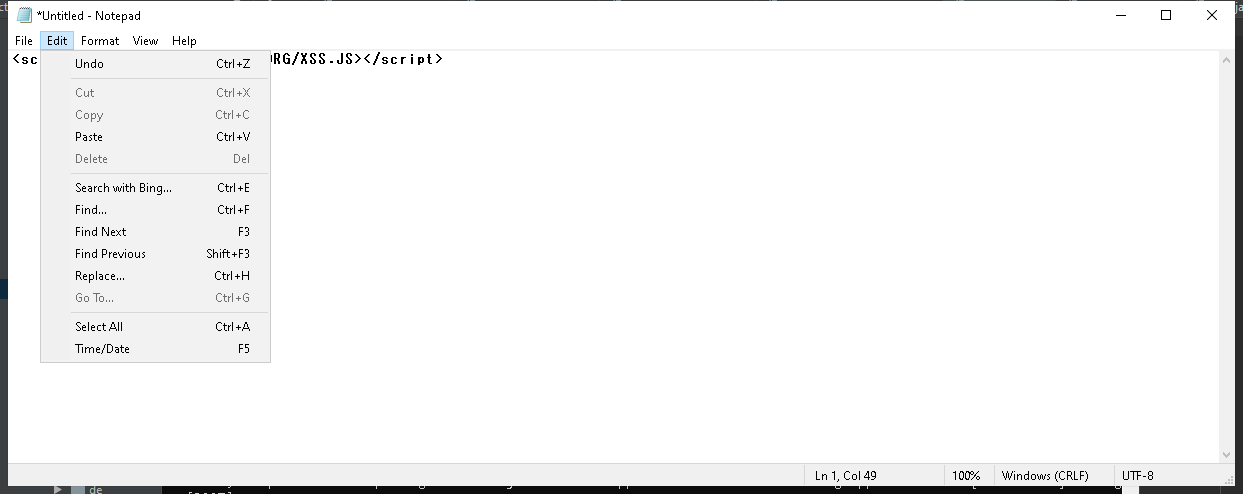 *Untitled - Notepad
File Edit Format View Help
<sc RG/XSS.JS></script>
Undo Ctrl+Z
Cut Ctrl+X
Copy Ctrl+C
Paste Ctrl+V
Delete Del
Search with Bing... Ctrl+E
Find... Ctrl+F
Find Next F3
Find Previous Shift+F3
Replace... Ctrl+H
Go To... Ctrl+G
Select All Ctrl+A
Time/Date F5
Ln 1, Col 49 100% Windows (CRLF) UTF-8
de